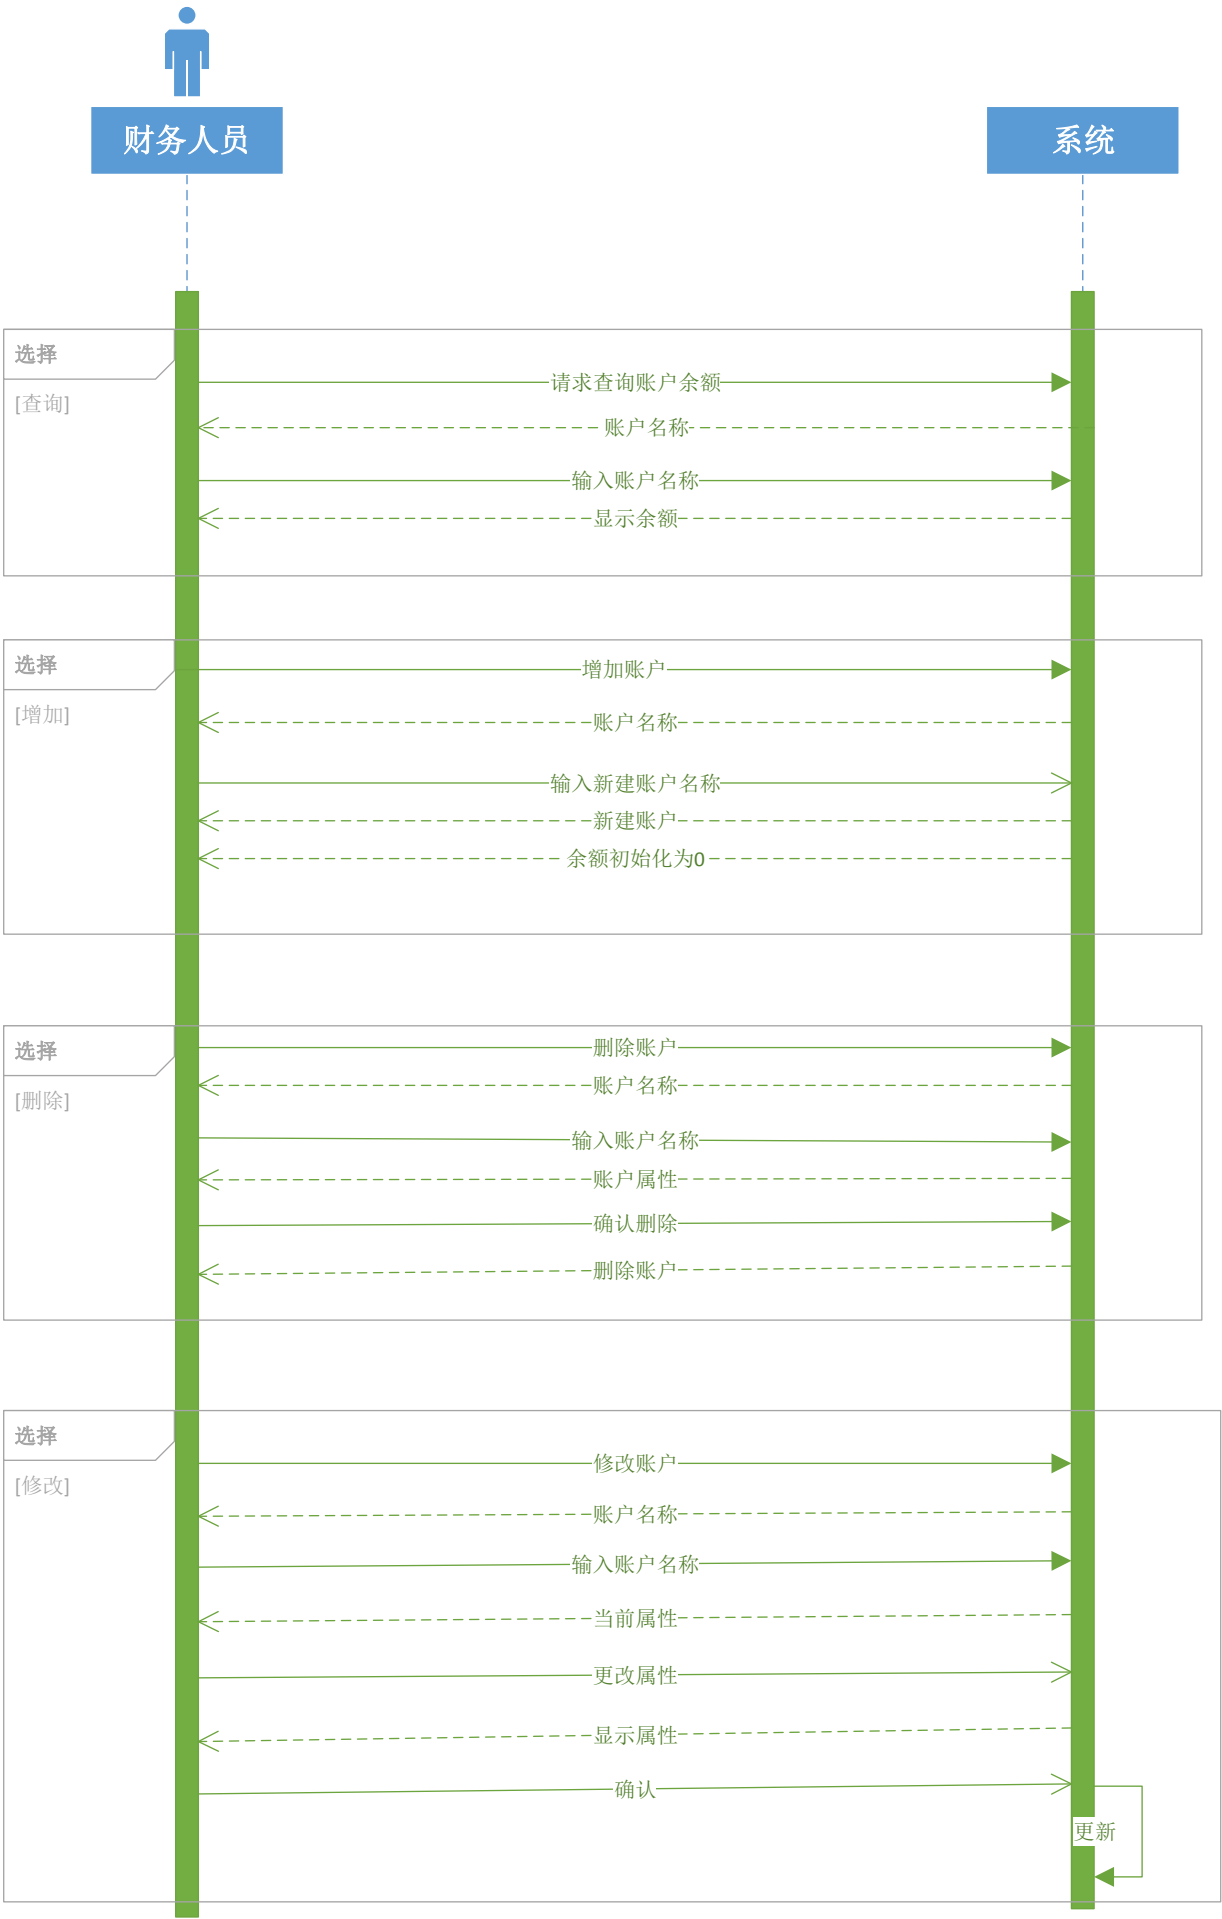 财务人员
系统
选择
[查询]
请求查询账户余额
账户名称
输入账户名称
显示余额
选择
[增加]
增加账户
账户名称
输入新建账户名称
新建账户
余额初始化为0
选择
[删除]
删除账户
账户名称
输入账户名称
账户属性
确认删除
删除账户
选择
[修改]
修改账户
账户名称
输入账户名称
当前属性
更改属性
显示属性
确认
更新